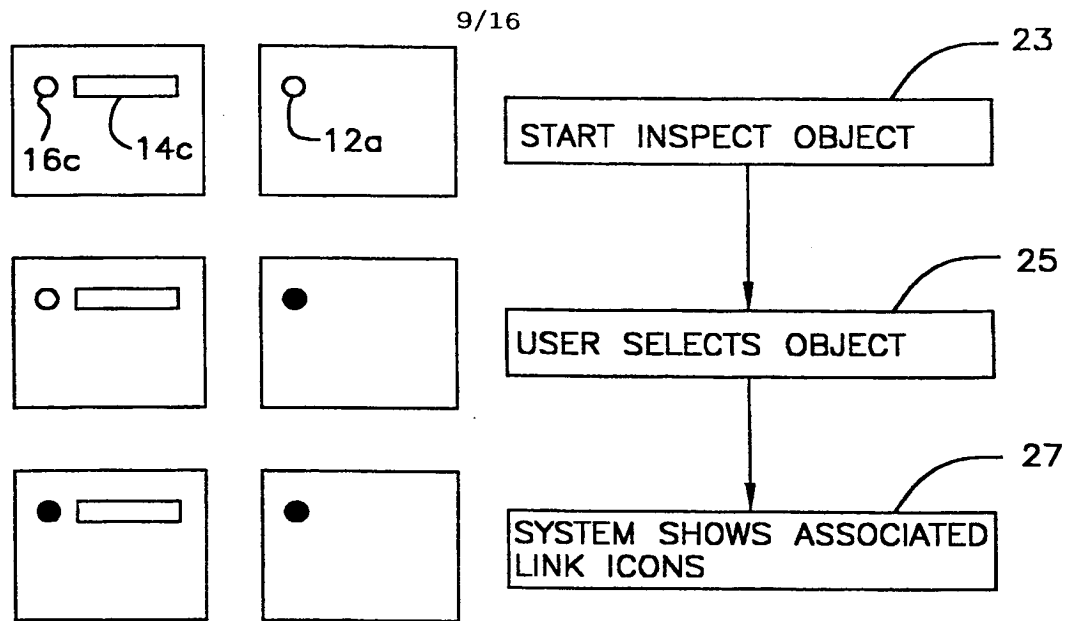 9/16
23
START INSPECT OBJECT
16c
14c
12a
25
USER SELECTS OBJECT
27
SYSTEM SHOWS ASSOCIATED
LINK ICONS